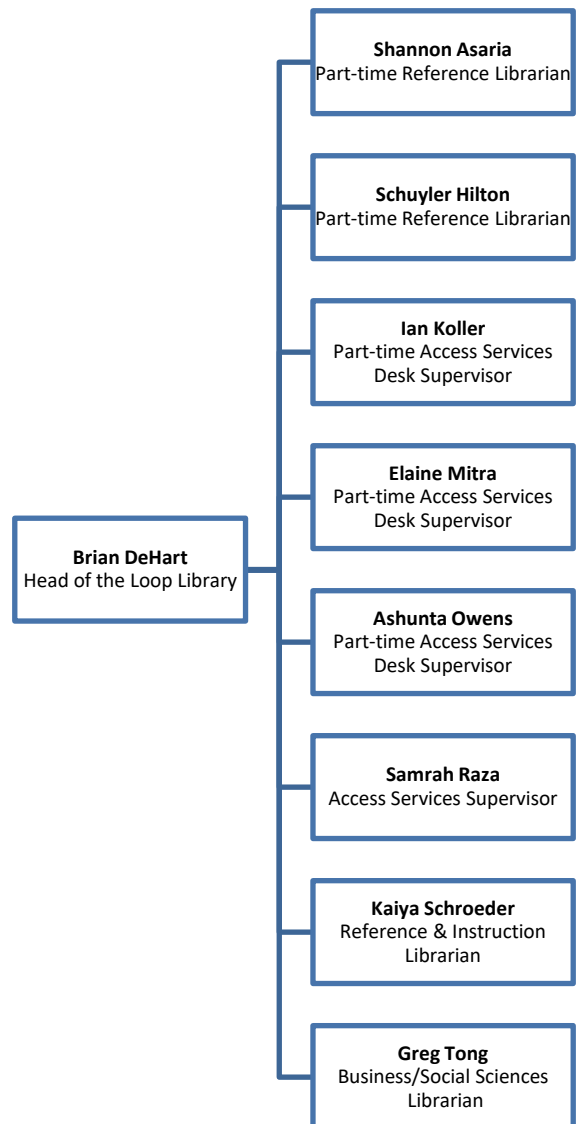 Shannon Asaria
Part-time Reference Librarian
Schuyler Hilton
Part-time Reference Librarian
Ian Koller
Part-time Access Services
Desk Supervisor
Elaine Mitra
Part-time Access Services
Desk Supervisor
Brian DeHart
Head of the Loop Library
Ashunta Owens
Part-time Access Services
Desk Supervisor
Samrah Raza
Access Services Supervisor
Kaiya Schroeder
Reference & Instruction
Librarian
Greg Tong
Business/Social Sciences
Librarian